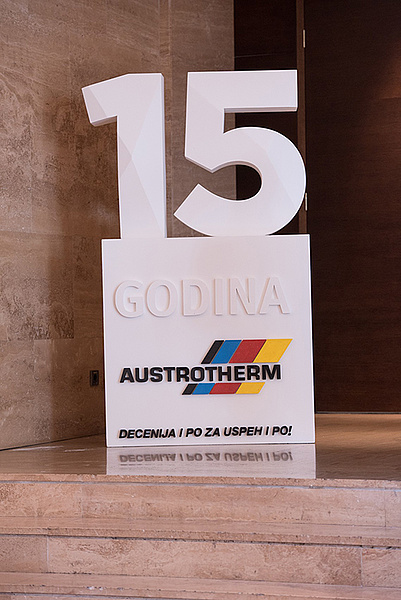 15
GODINA
AUSTROTHERM
DECENIJA I PO ZA USPEH I PO!